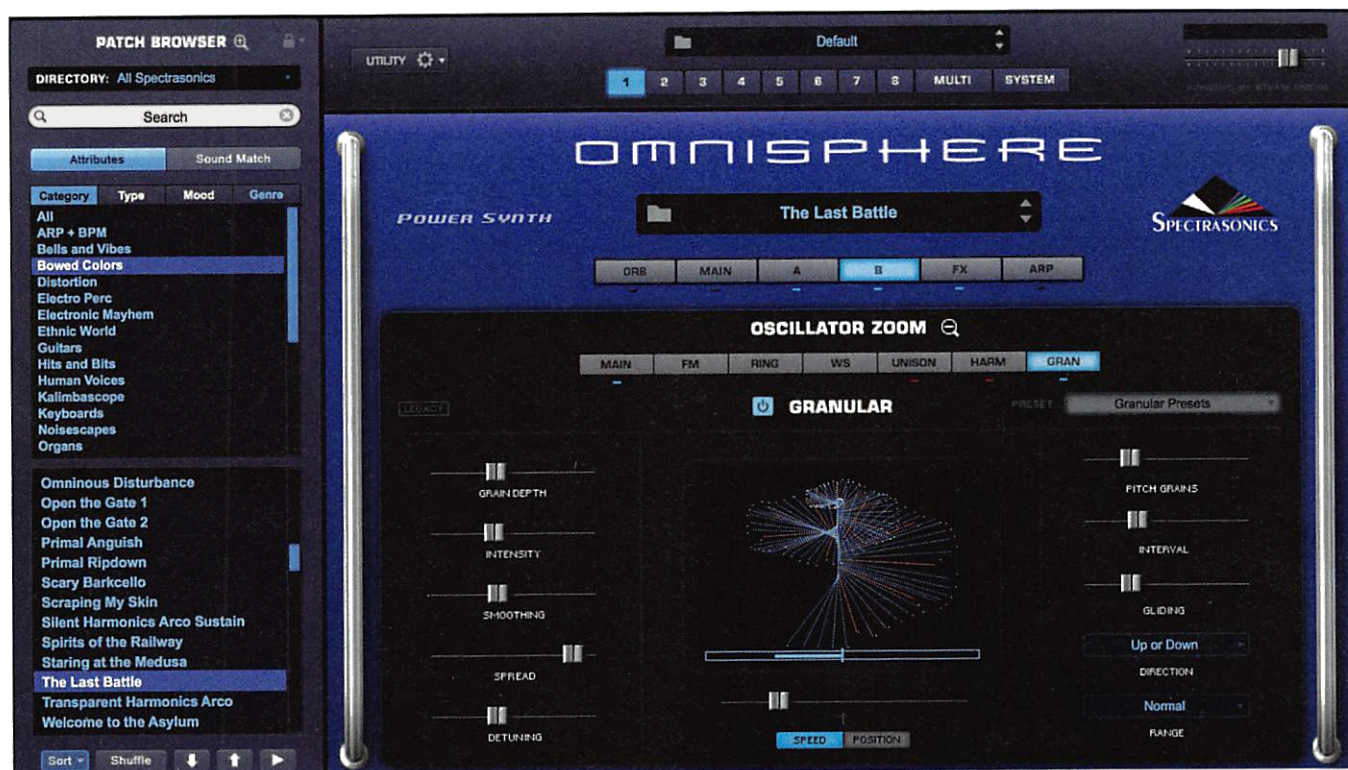 PATCH BROWSER
DIRECTORY: All Spectrasonics
Search
Attributes Sound Match
Category Type Mood Genre
All
ARP + BPM
Bells and Vibes
Bowed Colors
Distortion
Electro Perc
Electronic Mayhem
Ethnic World
Guitars
Hits and Bits
Human Voices
Kalimbascope
Keyboards
Noisescapes
Organs
Omninous Disturbance
Open the Gate 1
Open the Gate 2
Primal Anguish
Primal Ripdown
Scary Barkcello
Scraping My Skin
Silent Harmonics Arco Sustain
Spirits of the Railway
Staring at the Medusa
The Last Battle
Transparent Harmonics Arco
Welcome to the Asylum
Sort Shuffle
UTILITY
Default
1 2 3 4 5 6 7 8 MULTI SYSTEM
OMNISPHERE
POWER SYNTH
The Last Battle
SPECTRASONICS
ORB MAIN A B FX ARP
OSCILLATOR ZOOM
MAIN FM RING WS UNISON HARM GRAN
LEGACY
GRANULAR
PRESET Granular Presets
GRAIN DEPTH
INTENSITY
SMOOTHING
SPREAD
DETUNING
SPEED POSITION
PITCH GRAINS
INTERVAL
GLIDING
Up or Down
DIRECTION
Normal
RANGE